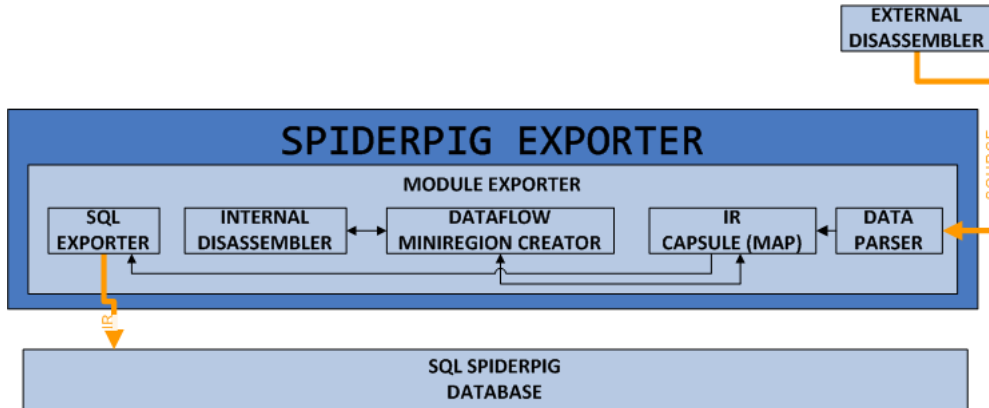 EXTERNAL
DISASSEMBLER
SOURCE
SPIDERPIG EXPORTER
MODULE EXPORTER
SQL
EXPORTER
INTERNAL
DISASSEMBLER
DATAFLOW
MINIREGION CREATOR
IR
CAPSULE (MAP)
DATA
PARSER
IR
SQL SPIDERPIG
DATABASE